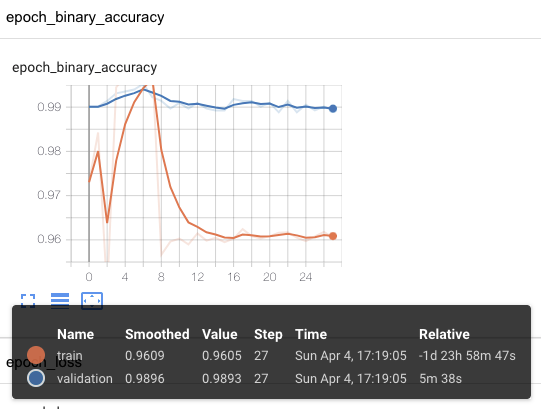 epoch_binary_accuracy
epoch_binary_accuracy
0.99
0.98
0.97
0.96
0 4 8 12 16 20 24
Name Smoothed Value Step Time Relative
epoch_loss
train 0.9609 0.9605 27 Sun Apr 4, 17:19:05 -1d 23h 58m 47s
validation 0.9896 0.9893 27 Sun Apr 4, 17:19:05 5m 38s